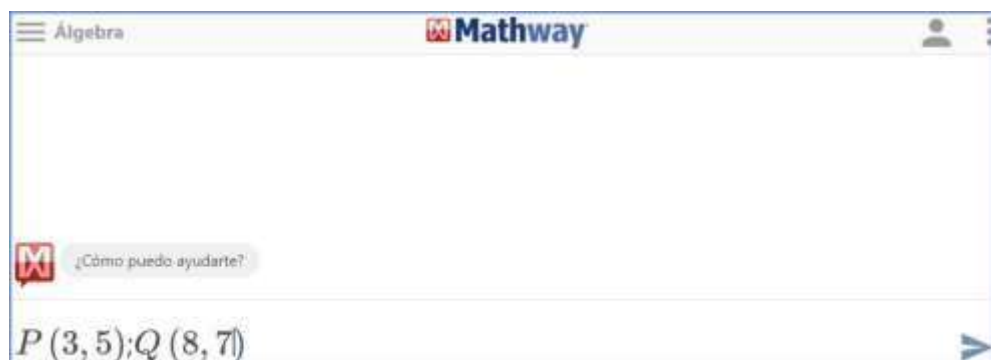 Álgebra
Mathway
¿Cómo puedo ayudarte?
P (3, 5);Q (8, 7)